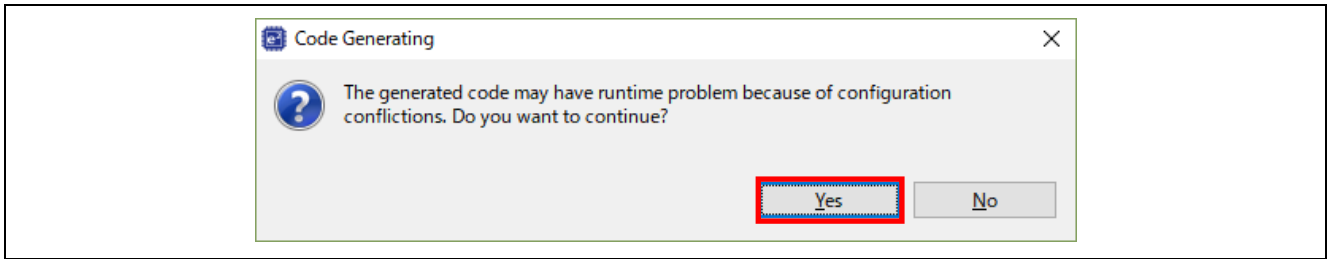 Code Generating
The generated code may have runtime problem because of configuration
conflictions. Do you want to continue?
Yes
No